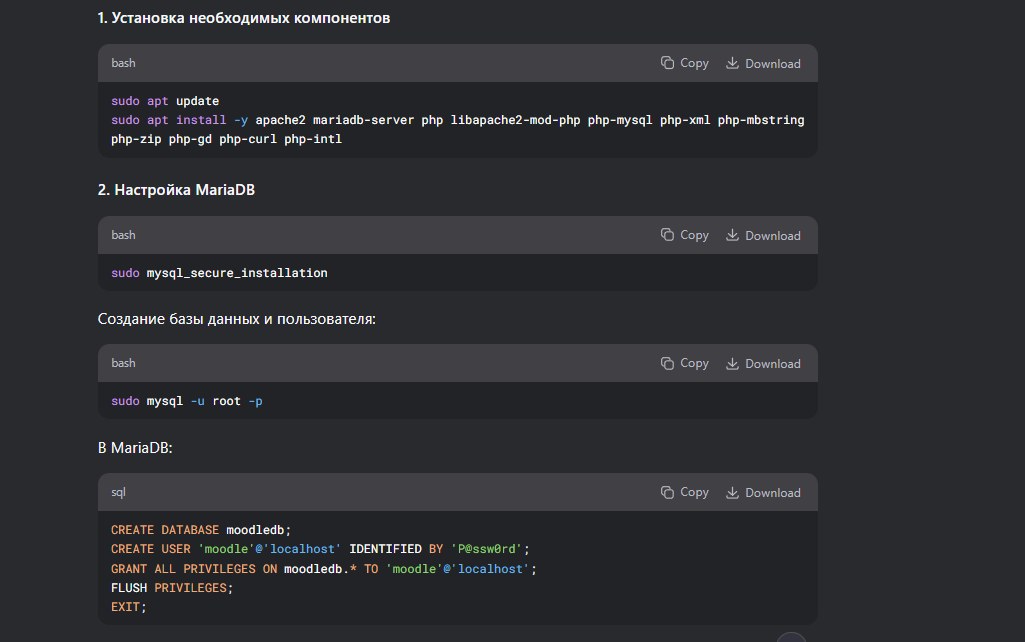 1. Установка необходимых компонентов
bash Copy Download
sudo apt update
sudo apt install -y apache2 mariadb-server php libapache2-mod-php php-mysql php-xml php-mbstring
php-zip php-gd php-curl php-intl
2. Настройка MariaDB
bash Copy Download
sudo mysql_secure_installation
Создание базы данных и пользователя:
bash Copy Download
sudo mysql -u root -p
В MariaDB:
sql Copy Download
CREATE DATABASE moodledb;
CREATE USER 'moodle'@'localhost' IDENTIFIED BY 'P@ssw0rd';
GRANT ALL PRIVILEGES ON moodledb.* TO 'moodle'@'localhost';
FLUSH PRIVILEGES;
EXIT;